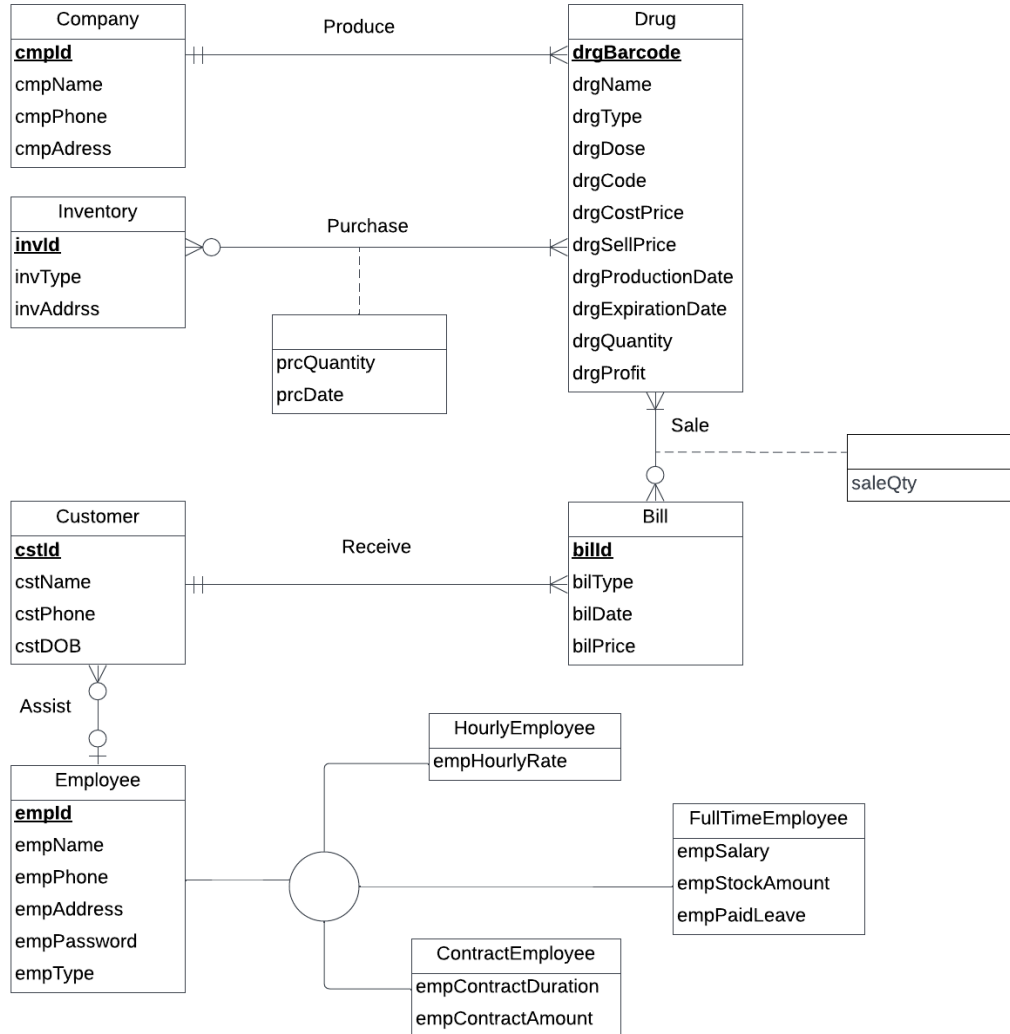 Company
cmpId
cmpName
cmpPhone
cmpAdress
Produce
Drug
drgBarcode
drgName
drgType
drgDose
drgCode
drgCostPrice
drgSellPrice
drgProductionDate
drgExpirationDate
drgQuantity
drgProfit
Inventory
invId
invType
invAddrss
Purchase
prcQuantity
prcDate
Sale
saleQty
Customer
cstId
cstName
cstPhone
cstDOB
Receive
Bill
bilId
bilType
bilDate
bilPrice
Assist
Employee
empId
empName
empPhone
empAddress
empPassword
empType
HourlyEmployee
empHourlyRate
FullTimeEmployee
empSalary
empStockAmount
empPaidLeave
ContractEmployee
empContractDuration
empContractAmount